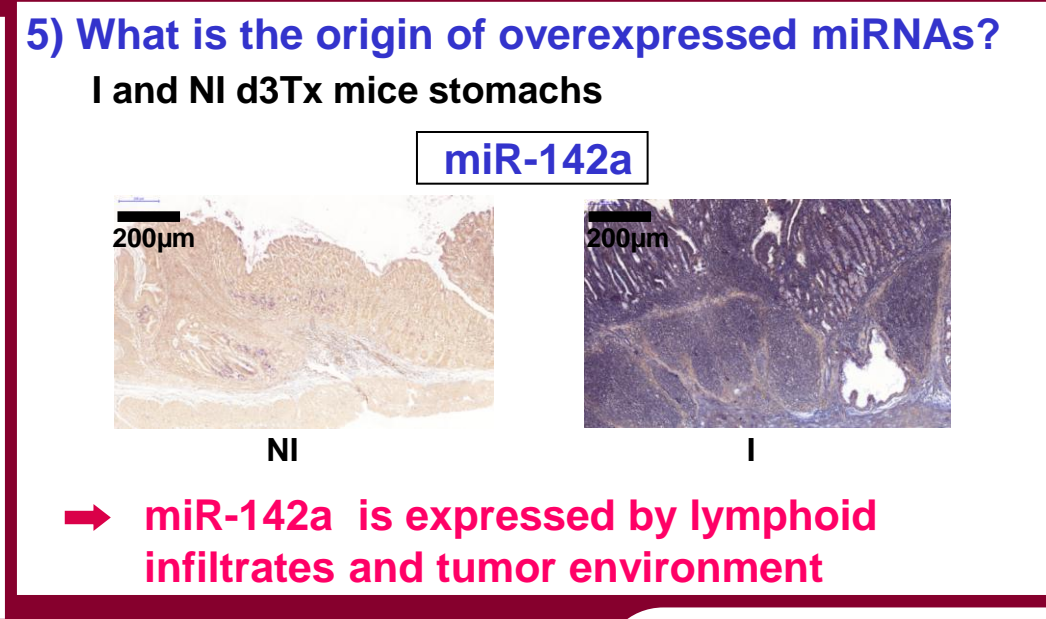 5) What is the origin of overexpressed miRNAs?
I and NI d3Tx mice stomachs
miR-142a
200µm
200µm
NI
I
miR-142a is expressed by lymphoid
infiltrates and tumor environment